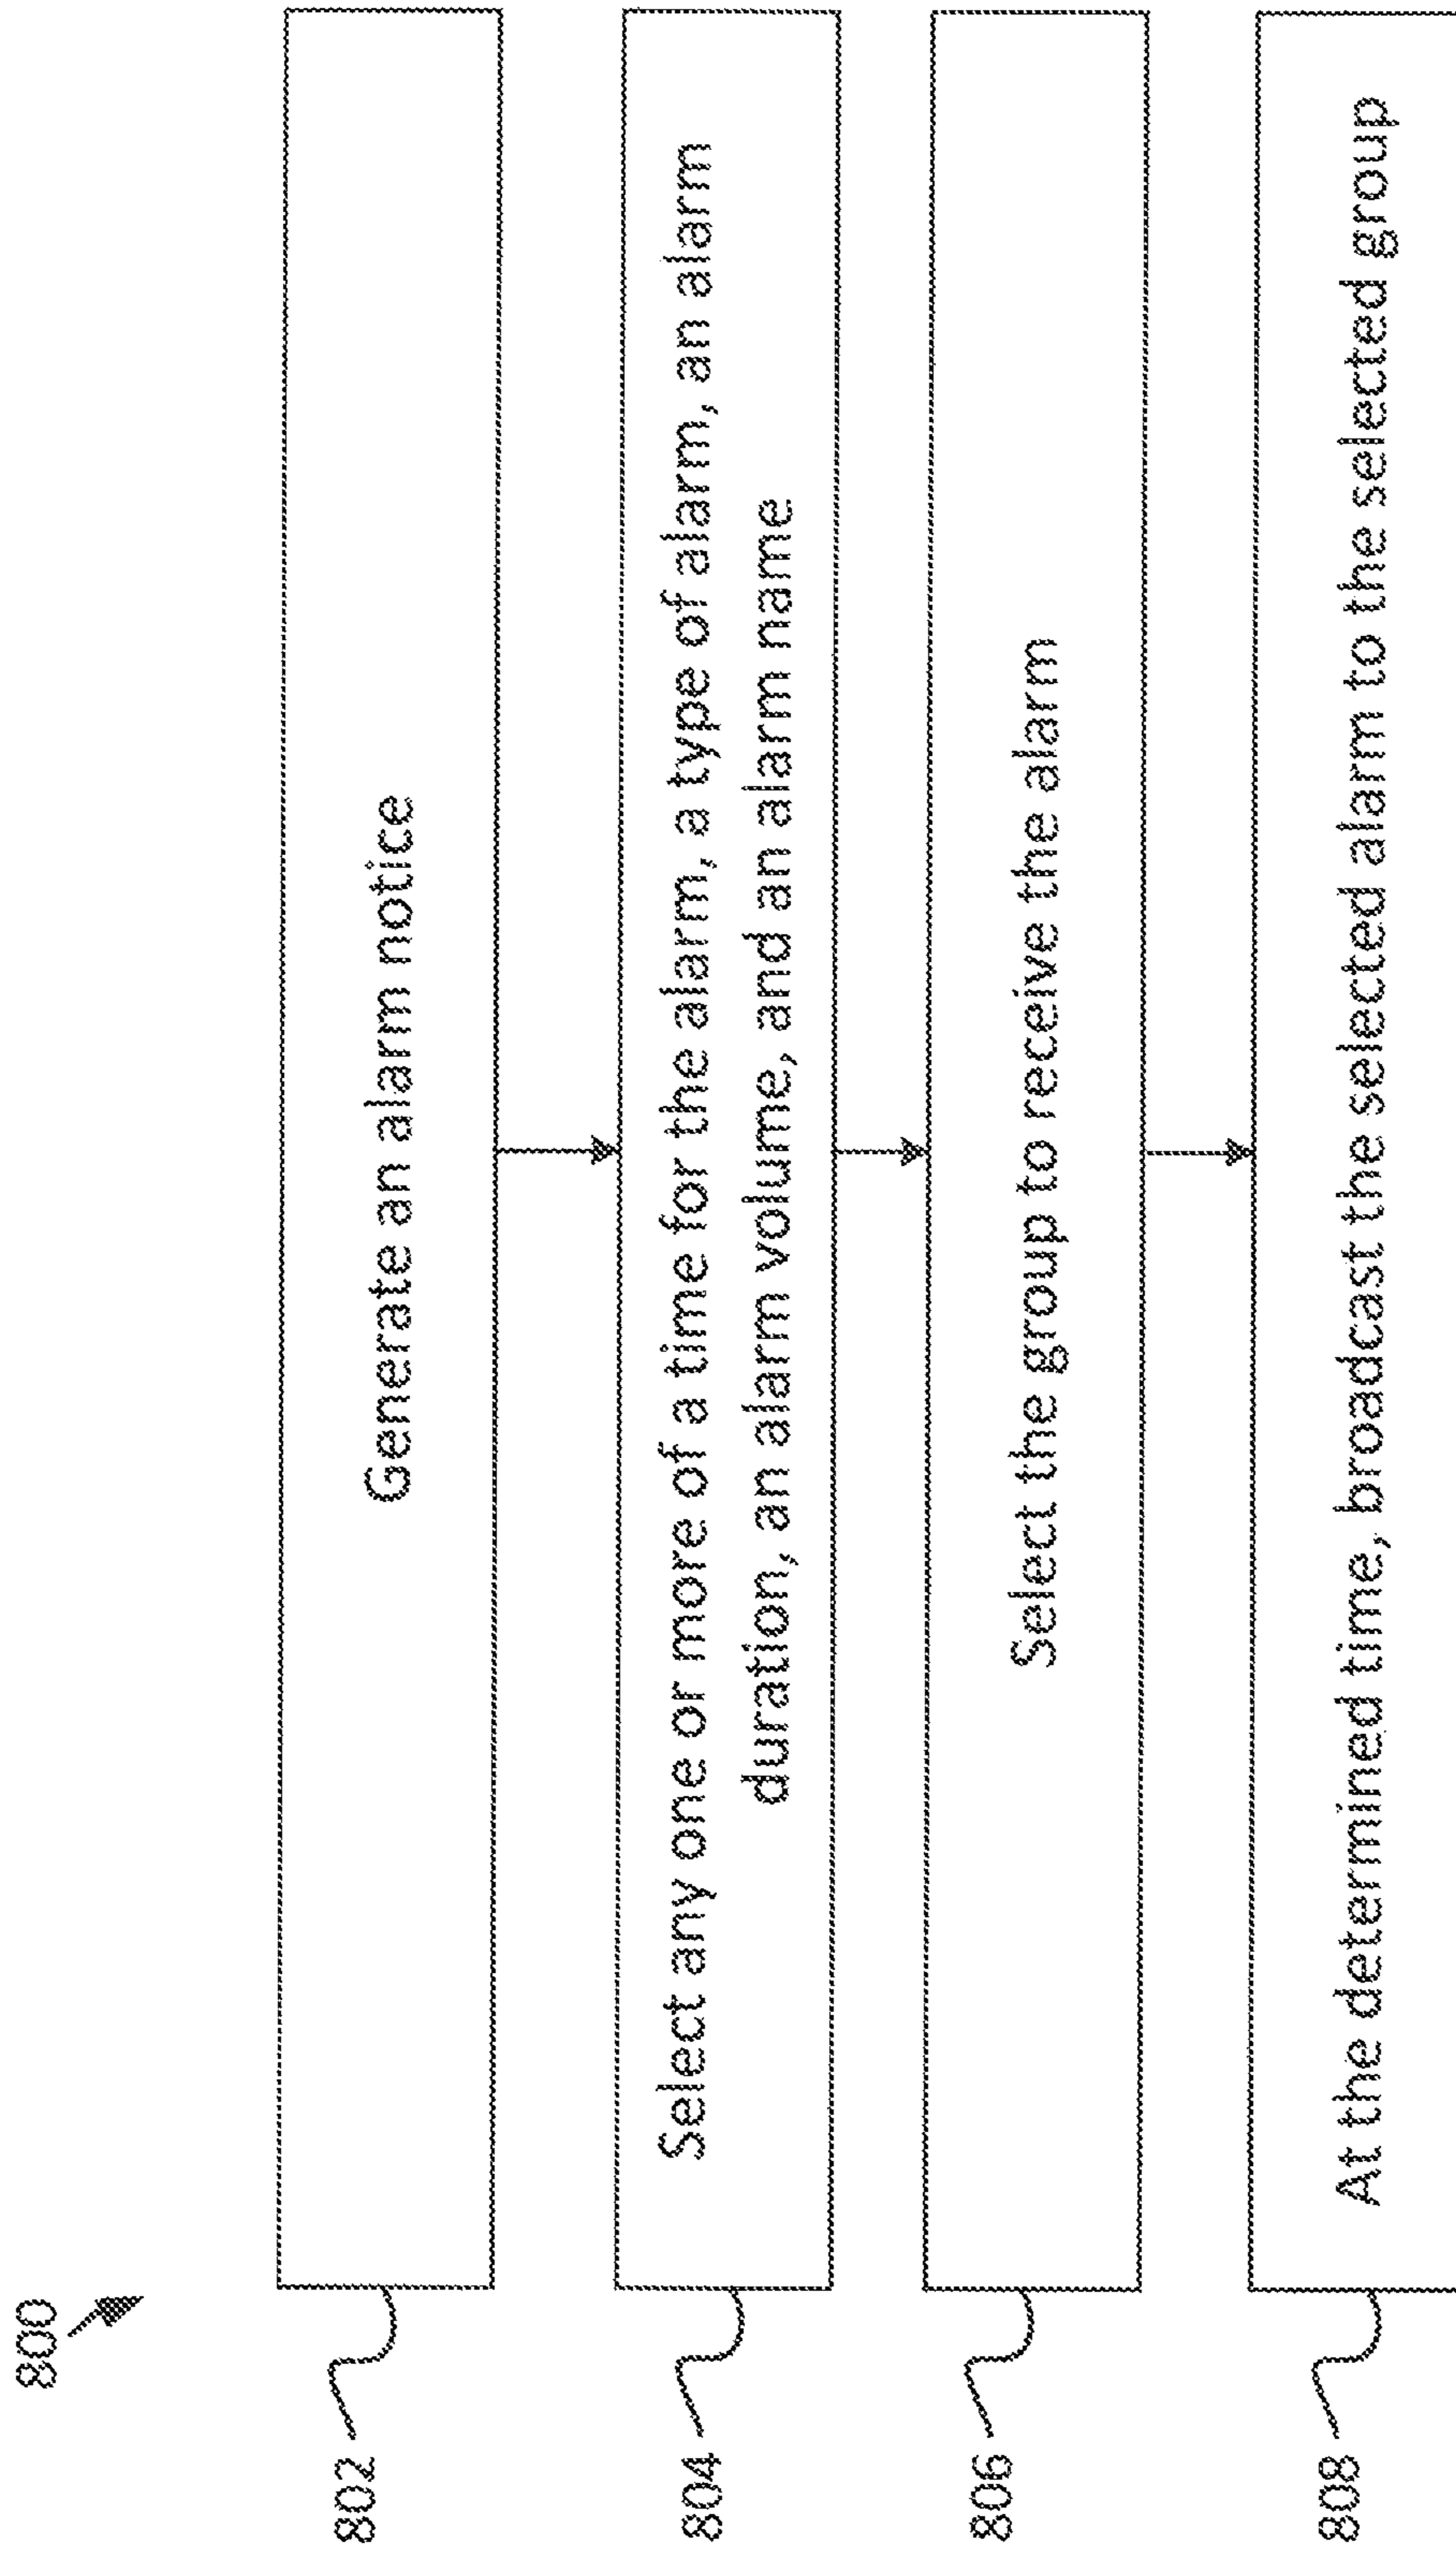 800
802
Generate an alarm notice
804
Select any one or more of a time for the alarm, a type of alarm, an alarm
duration, an alarm volume, and an alarm name
806
Select the group to receive the alarm
808
At the determined time, broadcast the selected alarm to the selected group